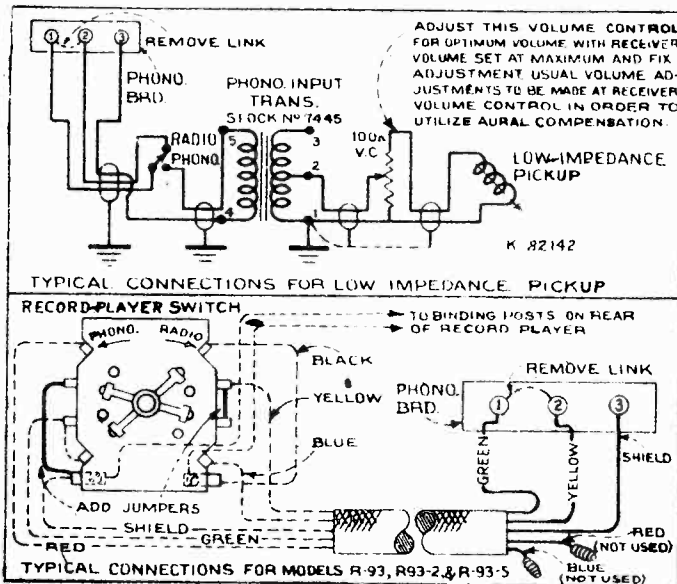 1 2 3
REMOVE LINK
PHONO.
BRD.
RADIO
PHONO.
PHONO. INPUT
TRANS.
STOCK Nº 7445
5
4
3
2
1
100Ω
V.C.
ADJUST THIS VOLUME CONTROL
FOR OPTIMUM VOLUME WITH RECEIVER
VOLUME SET AT MAXIMUM AND FIX
ADJUSTMENT. USUAL VOLUME AD-
JUSTMENTS TO BE MADE AT RECEIVER
VOLUME CONTROL IN ORDER TO
UTILIZE AURAL COMPENSATION.
LOW-IMPEDANCE
PICKUP
K 82142
TYPICAL CONNECTIONS FOR LOW IMPEDANCE PICKUP
RECORD-PLAYER SWITCH
PHONO. RADIO
TO BINDING POSTS ON REAR
OF RECORD PLAYER
BLACK
YELLOW
BLUE
ADD JUMPERS
SHIELD
GREEN
RED
REMOVE LINK
PHONO.
BRD.
1 2 3
GREEN
YELLOW
SHIELD
RED
(NOT USED)
BLUE
(NOT USED)
TYPICAL CONNECTIONS FOR MODELS R-93, R93-2, & R-93-S